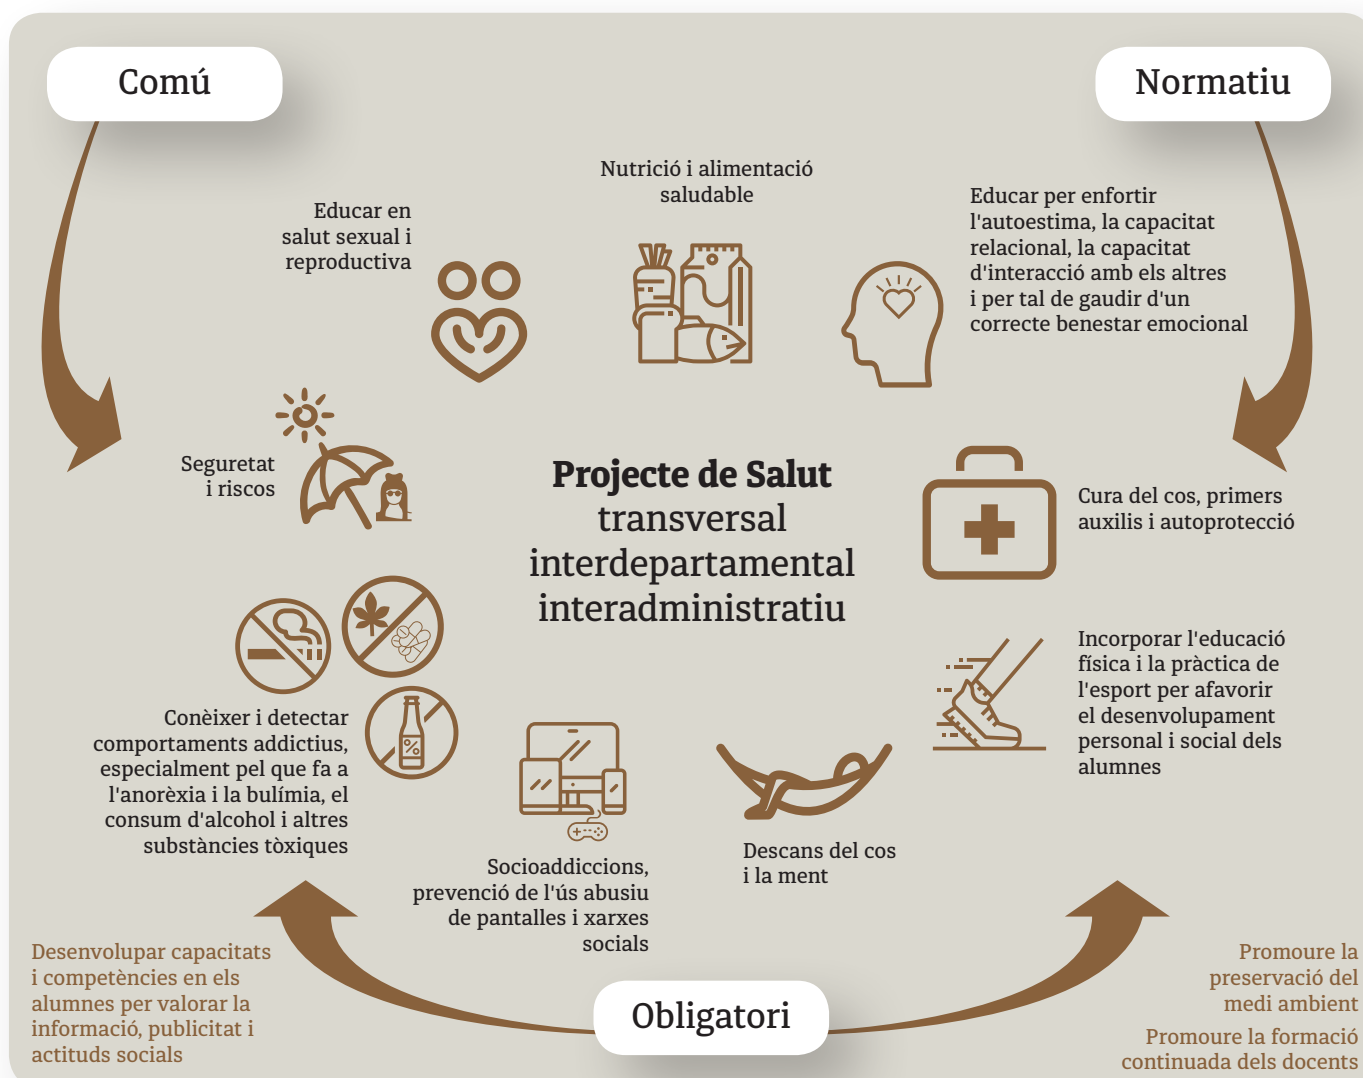 Comú
Normatiu
Nutrició i alimentació
saludable
Educar en
salut sexual i
reproductiva
Educar per enfortir
l'autoestima, la capacitat
relacional, la capacitat
d'interacció amb els altres
i per tal de gaudir d'un
correcte benestar emocional
Seguretat
i riscos
Projecte de Salut
transversal
interdepartamental
interadministratiu
Cura del cos, primers
auxilis i autoprotecció
Incorporar l'educació
física i la pràctica de
l'esport per afavorir
el desenvolupament
personal i social dels
alumnes
Conèixer i detectar
comportaments addictius,
especialment pel que fa a
l'anorèxia i la bulímia, el
consum d'alcohol i altres
substàncies tòxiques
%
Socioaddiccions,
prevenció de l'ús abusiu
de pantalles i xarxes
socials
Descans del cos
i la ment
Desenvolupar capacitats
i competències en els
alumnes per valorar la
informació, publicitat i
actituds socials
Obligatori
Promoure la
preservació del
medi ambient
Promoure la formació
continuada dels docents